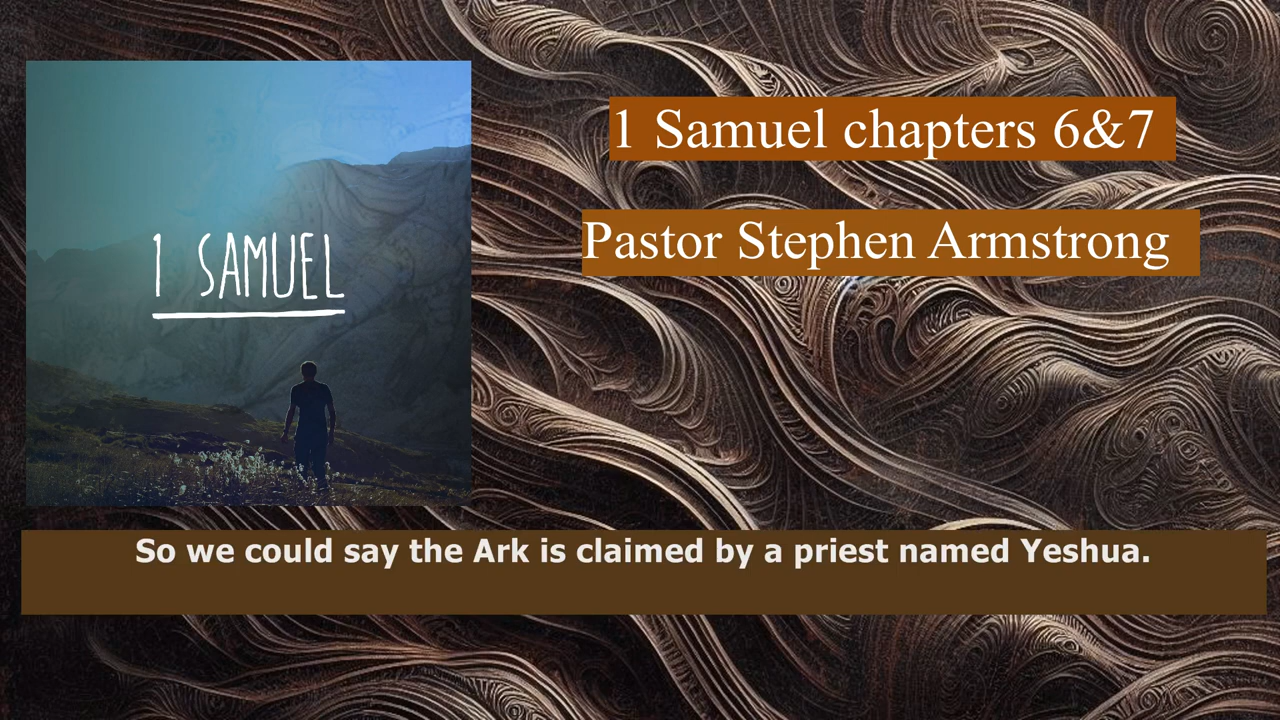 1 SAMUEL
1 Samuel chapters 6&7
Pastor Stephen Armstrong
So we could say the Ark is claimed by a priest named Yeshua.